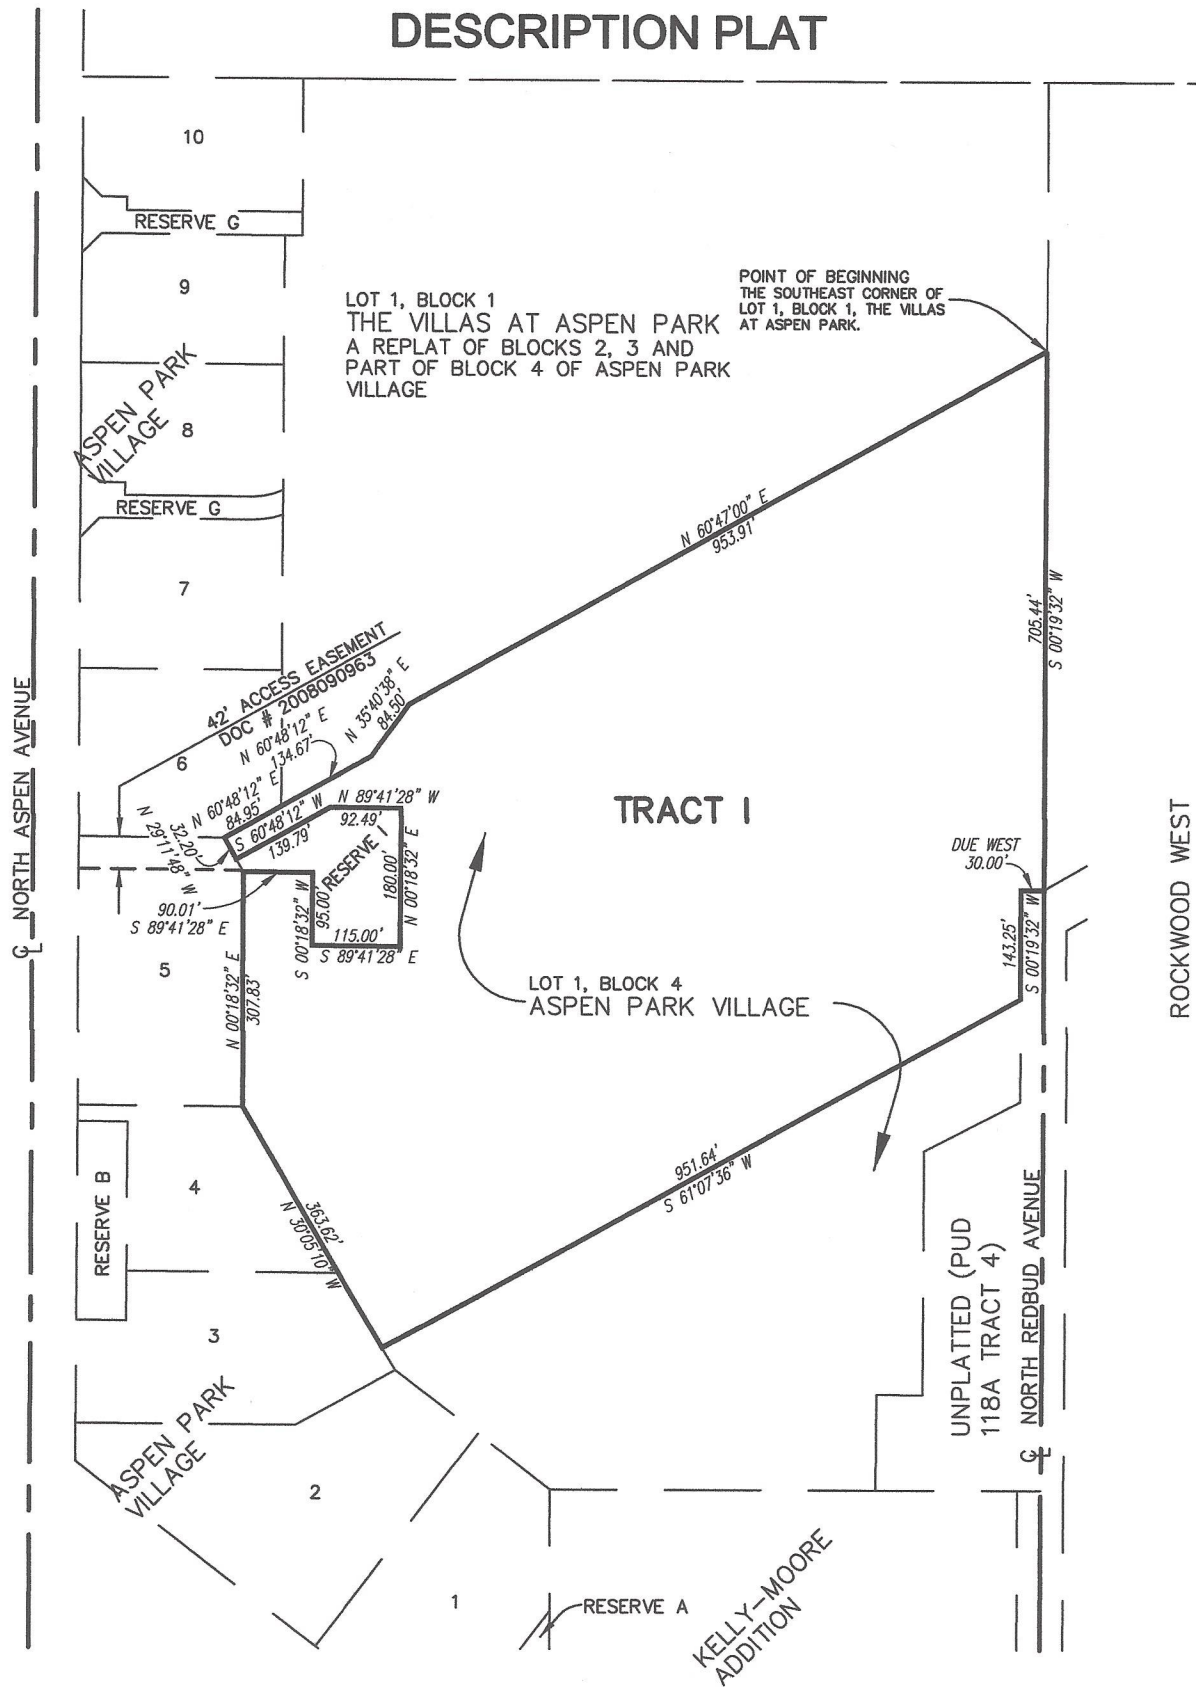 DESCRIPTION PLAT
10
RESERVE G
9
LOT 1, BLOCK 1
THE VILLAS AT ASPEN PARK
A REPLAT OF BLOCKS 2, 3 AND
PART OF BLOCK 4 OF ASPEN PARK
VILLAGE
POINT OF BEGINNING
THE SOUTHEAST CORNER OF
LOT 1, BLOCK 1, THE VILLAS
AT ASPEN PARK.
ASPEN PARK
VILLAGE
8
RESERVE G
N 60°47'00" E
953.91'
7
705.44'
S 00°19'32" W
42' ACCESS EASEMENT
DOC # 2008090963
N 60°48'12" E
134.67'
N 35°40'38" E
84.50'
6
N 60°48'12" E
84.95'
S 60°48'12" W
139.79'
N 89°41'28" W
92.49'
32.20'
N 29°11'48" W
RESERVE I
180.00'
N 00°18'32" E
95.00'
S 00°18'32" W
115.00'
S 89°41'28" E
90.01'
S 89°41'28" E
TRACT I
DUE WEST
30.00'
143.25'
S 00°19'32" W
ROCKWOOD WEST
℄ NORTH ASPEN AVENUE
5
N 00°18'32" E
307.83'
LOT 1, BLOCK 4
ASPEN PARK VILLAGE
951.64'
S 61°07'36" W
RESERVE B
4
363.62'
N 30°05'10" W
3
UNPLATTED (PUD
118A TRACT 4)
℄ NORTH REDBUD AVENUE
ASPEN PARK
VILLAGE
2
1
RESERVE A
KELLY-MOORE
ADDITION